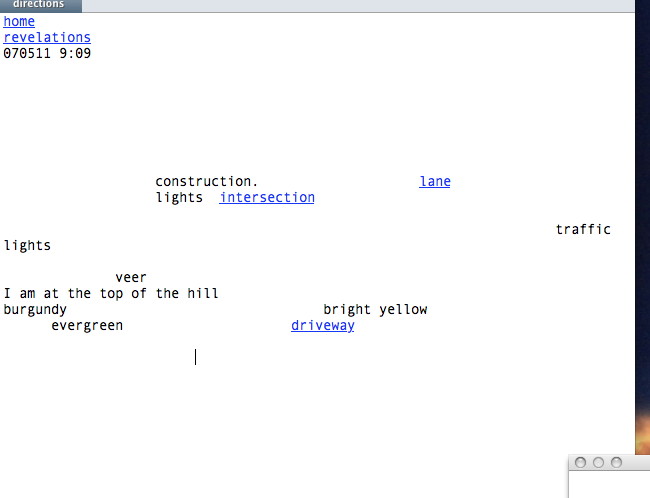 directions
home
revelations
070511 9:09
construction. lane
lights intersection
traffic
lights
veer
I am at the top of the hill
burgundy bright yellow
evergreen driveway